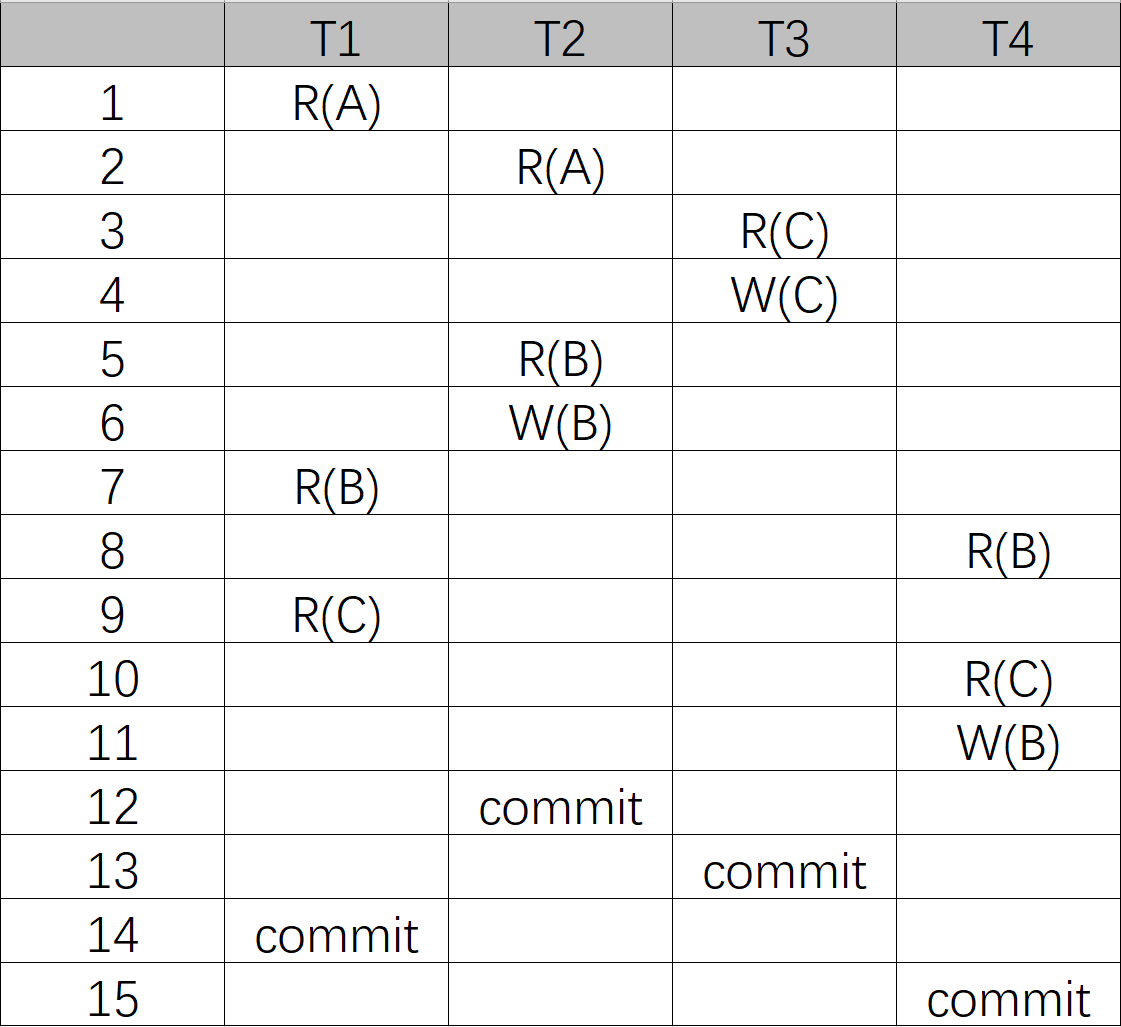 T1 T2 T3 T4
1 R(A)
2 R(A)
3 R(C)
4 W(C)
5 R(B)
6 W(B)
7 R(B)
8 R(B)
9 R(C)
10 R(C)
11 W(B)
12 commit
13 commit
14 commit
15 commit